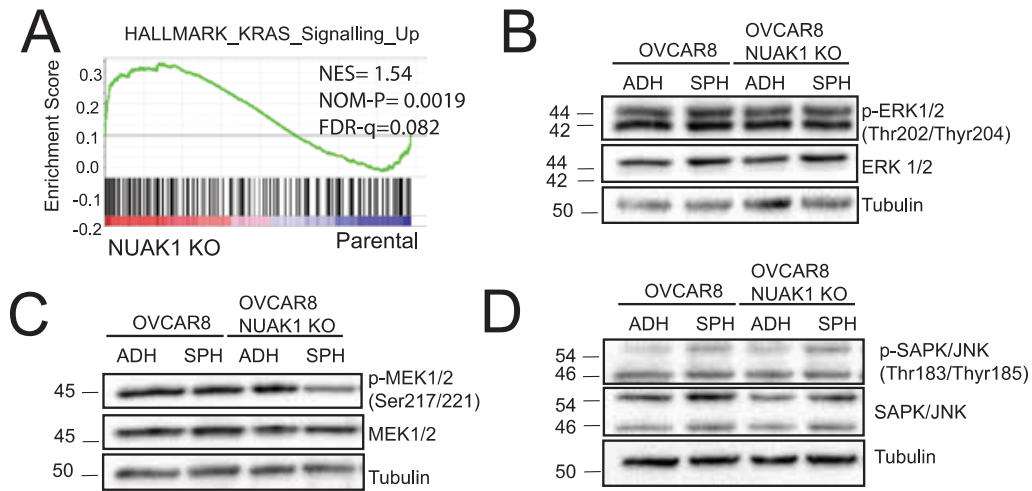 A
HALLMARK_KRAS_Signalling_Up
Enrichment Score
0.3
0.2
0.1
0.0
-0.1
-0.2
NES= 1.54
NOM-P= 0.0019
FDR-q=0.082
NUAK1 KO
Parental
B
OVCAR8
OVCAR8
NUAK1 KO
ADH SPH ADH SPH
44
42
p-ERK1/2
(Thr202/Thyr204)
44
42
ERK 1/2
50
Tubulin
C
OVCAR8
OVCAR8
NUAK1 KO
ADH SPH ADH SPH
45
p-MEK1/2
(Ser217/221)
45
MEK1/2
50
Tubulin
D
OVCAR8
OVCAR8
NUAK1 KO
ADH SPH ADH SPH
54
46
p-SAPK/JNK
(Thr183/Thyr185)
54
46
SAPK/JNK
50
Tubulin